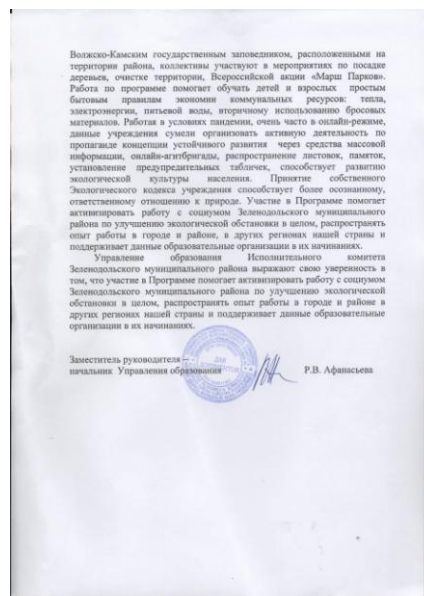 Волжско-Камским государственным заповедником, расположенными на
территории района, коллективы участвуют в мероприятиях по посадке
деревьев, очистке территории, Всероссийской акции «Марш Парков».
Работа по программе помогает обучать детей и взрослых простым
бытовым правилам экономии коммунальных ресурсов: тепла,
электроэнергии, питьевой воды, вторичному использованию бросовых
материалов. Работая в условиях пандемии, очень часто в онлайн-режиме,
данные учреждения сумели организовать активную деятельность по
пропаганде концепции устойчивого развития через средства массовой
информации, онлайн-агитбригады, распространение листовок, памяток,
установление предупредительных табличек, способствует развитию
экологической культуры населения. Принятие собственного
Экологического кодекса учреждения способствует более осознанному,
ответственному отношению к природе. Участие в Программе помогает
активизировать работу с социумом Зеленодольского муниципального
района по улучшению экологической обстановки в целом, распространять
опыт работы в городе и районе, в других регионах нашей страны и
поддерживает данные образовательные организации в их начинаниях.
Управление образования Исполнительного комитета
Зеленодольского муниципального района выражают свою уверенность в
том, что участие в Программе помогает активизировать работу с социумом
Зеленодольского муниципального района по улучшению экологической
обстановки в целом, распространять опыт работы в городе и районе в
других регионах нашей страны и поддерживает данные образовательные
организации в их начинаниях.
Заместитель руководителя –
начальник Управления образования Р.В. Афанасьева
ДЛЯ
ДОКУМЕНТОВ